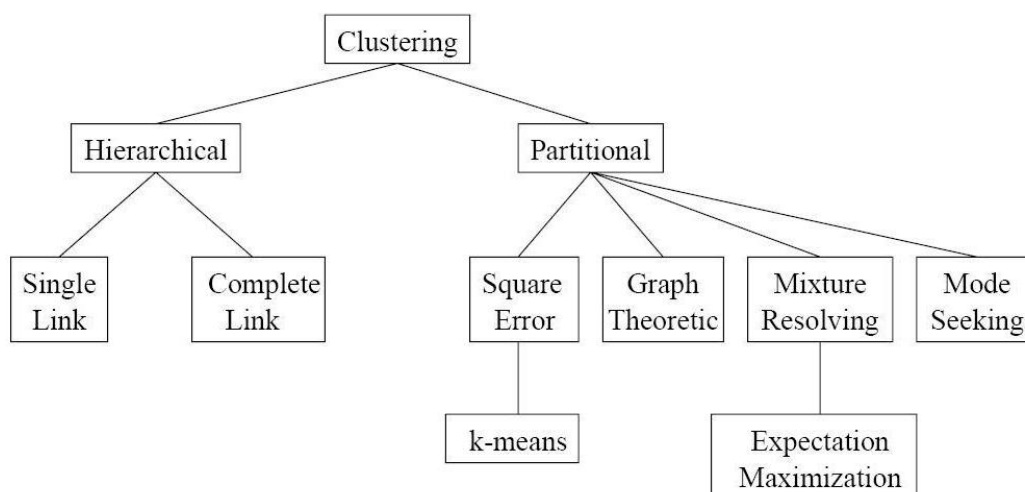 Clustering
Hierarchical
Partitional
Single
Link
Complete
Link
Square
Error
Graph
Theoretic
Mixture
Resolving
Mode
Seeking
k-means
Expectation
Maximization